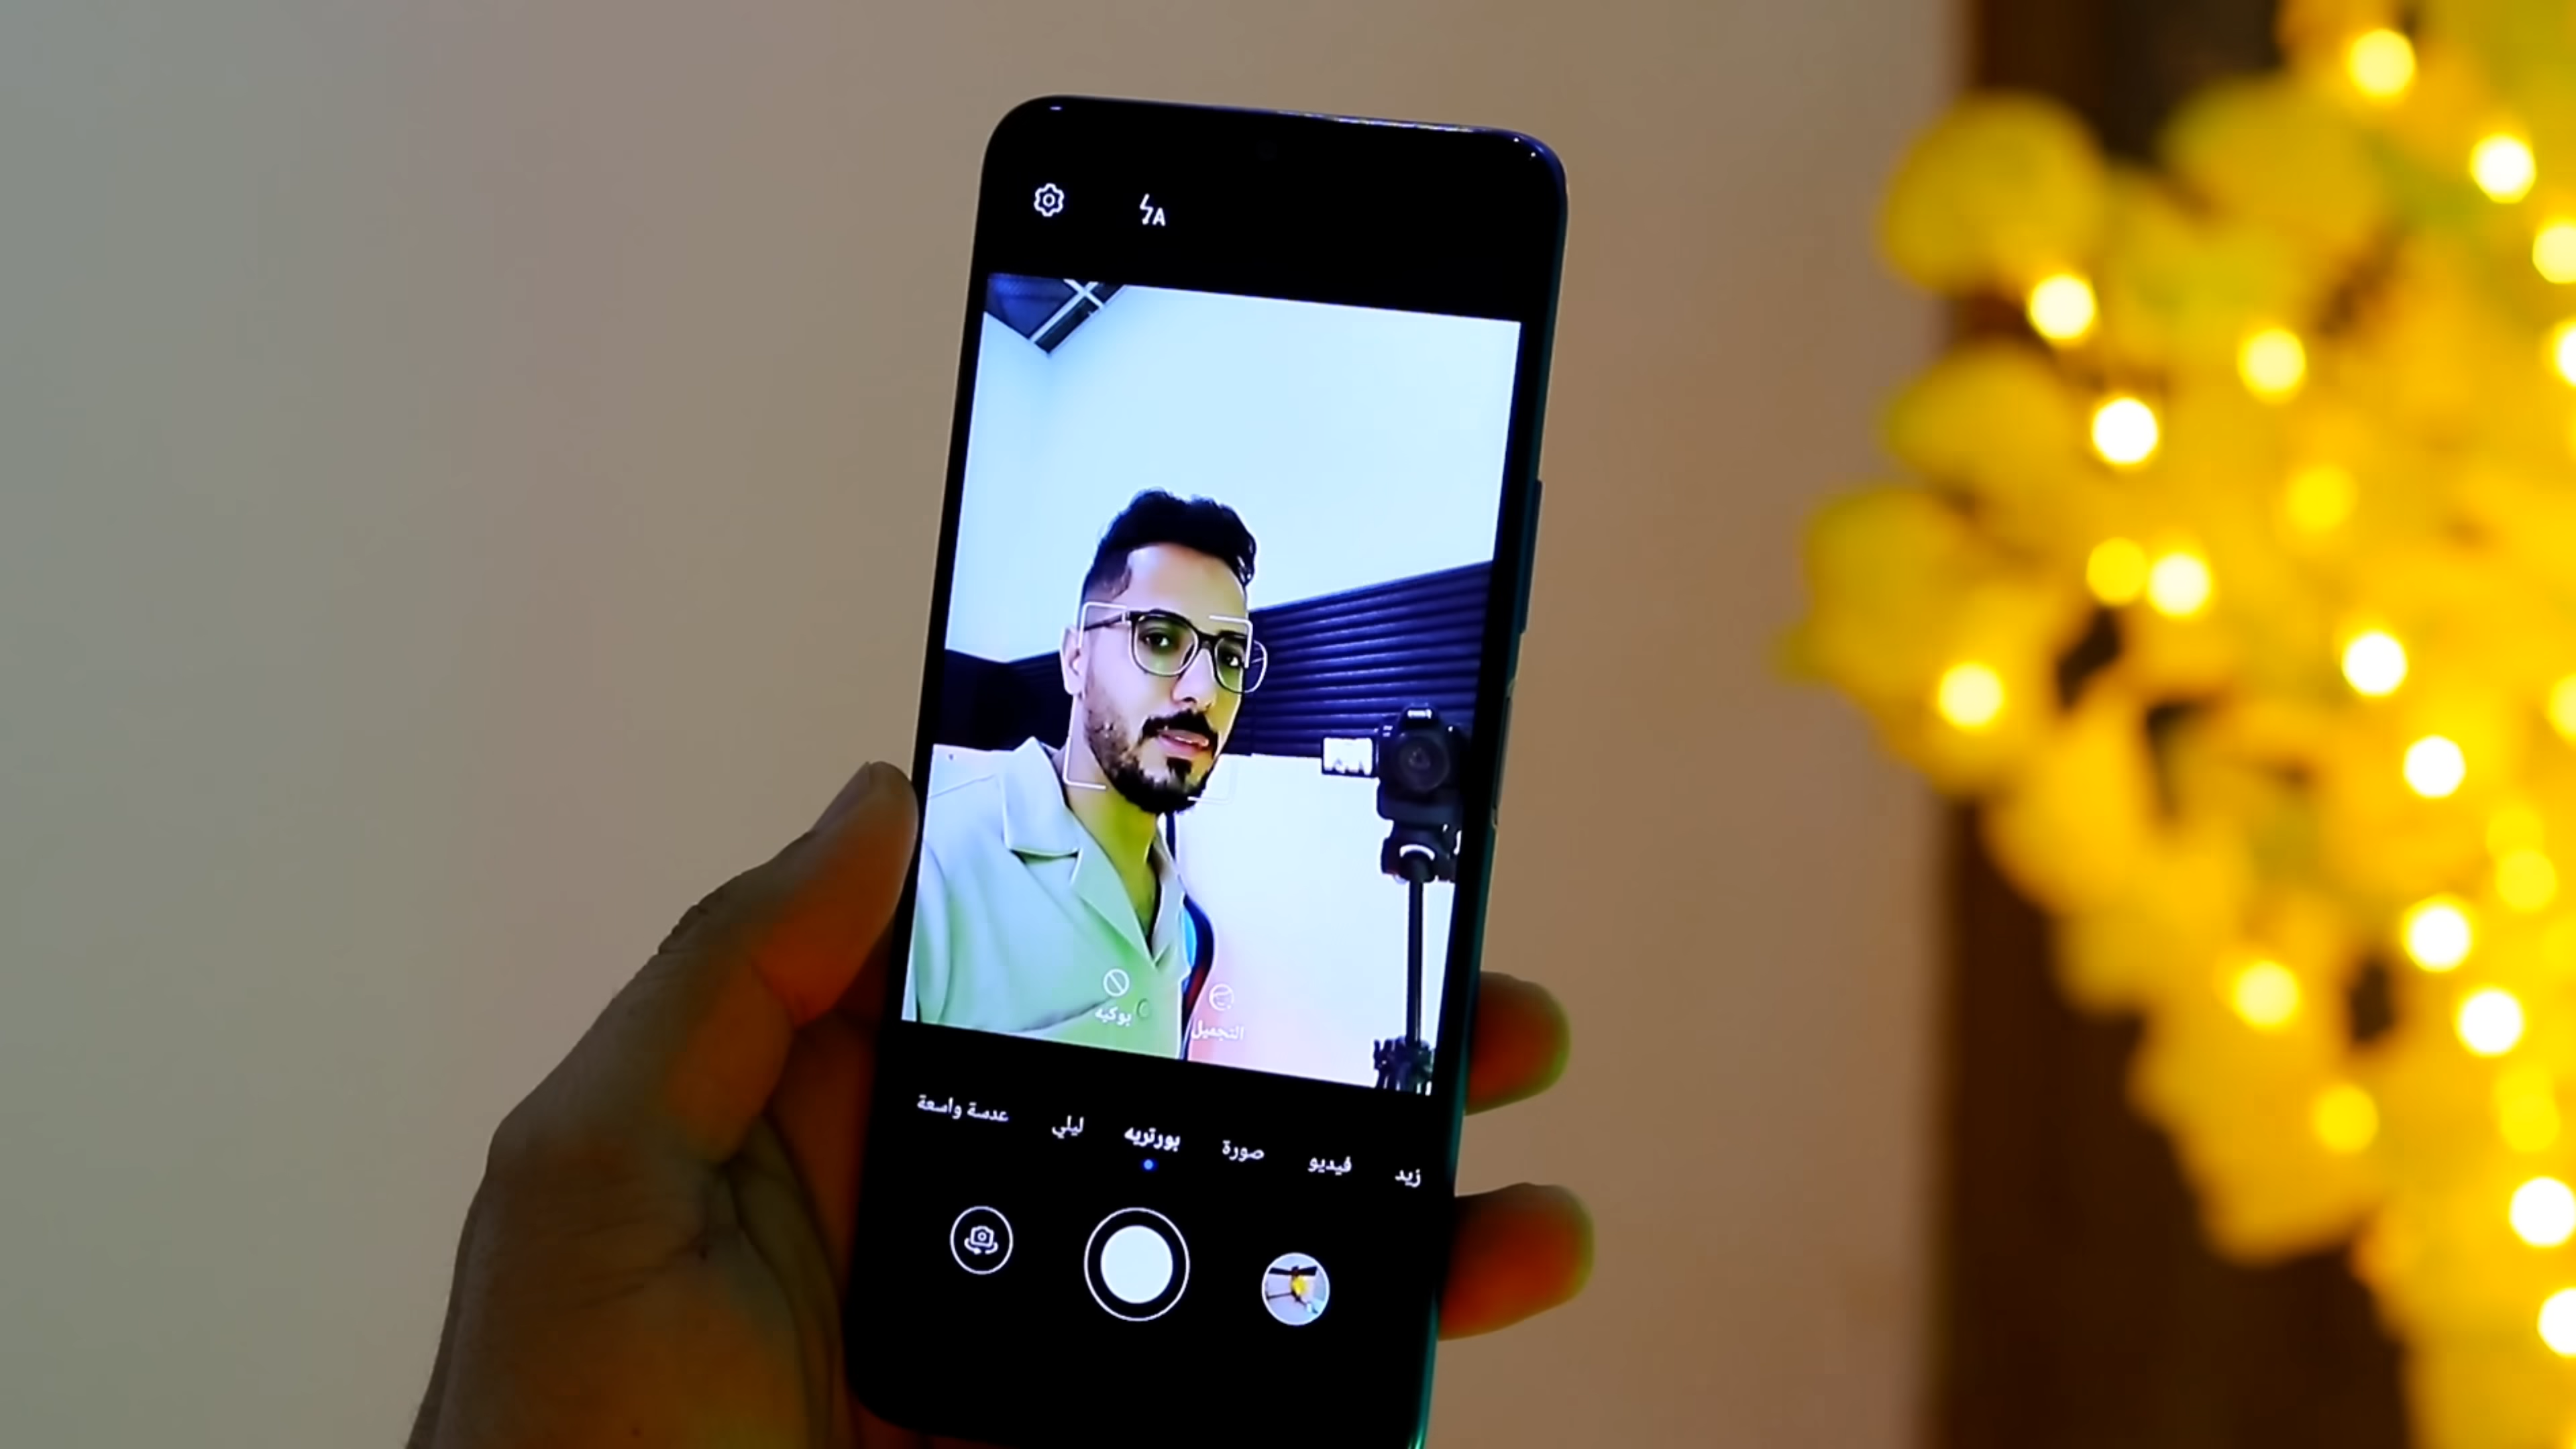 A
بوكيه
التجميل
عدسة واسعة
ليلي
بورتريه
صورة
فيديو
زيد